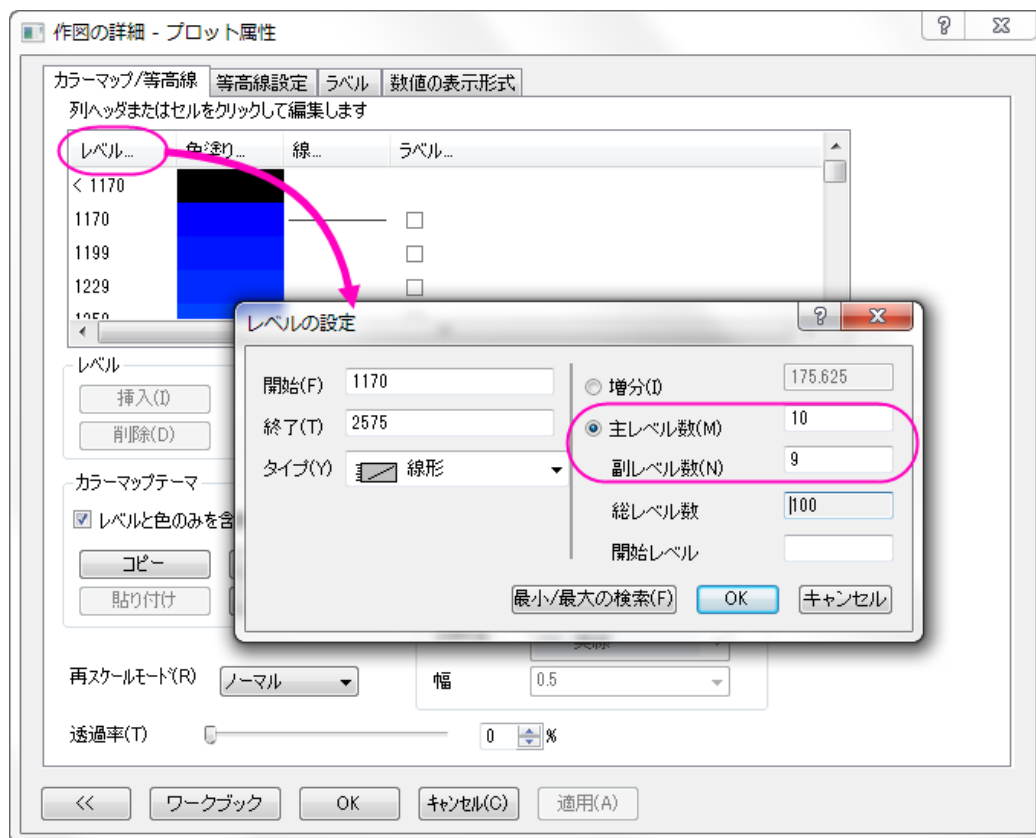 作図の詳細 - プロット属性
カラーマップ/等高線 等高線設定 ラベル 数値の表示形式
列ヘッダまたはセルをクリックして編集します
レベル... 色塗り... 線... ラベル...
< 1170
1170
1199
1229
レベル
挿入(I)
削除(D)
カラーマップテーマ
レベルと色のみを含
コピー
貼り付け
レベルの設定
開始(F) 1170
終了(T) 2575
タイプ(Y) 線形
増分(I) 175.625
主レベル数(M) 10
副レベル数(N) 9
総レベル数 100
開始レベル
最小/最大の検索(F) OK キャンセル
再スケールモード(R) ノーマル
幅 0.5
透過率(T) 0 %
<< ワークブック OK キャンセル(C) 適用(A)